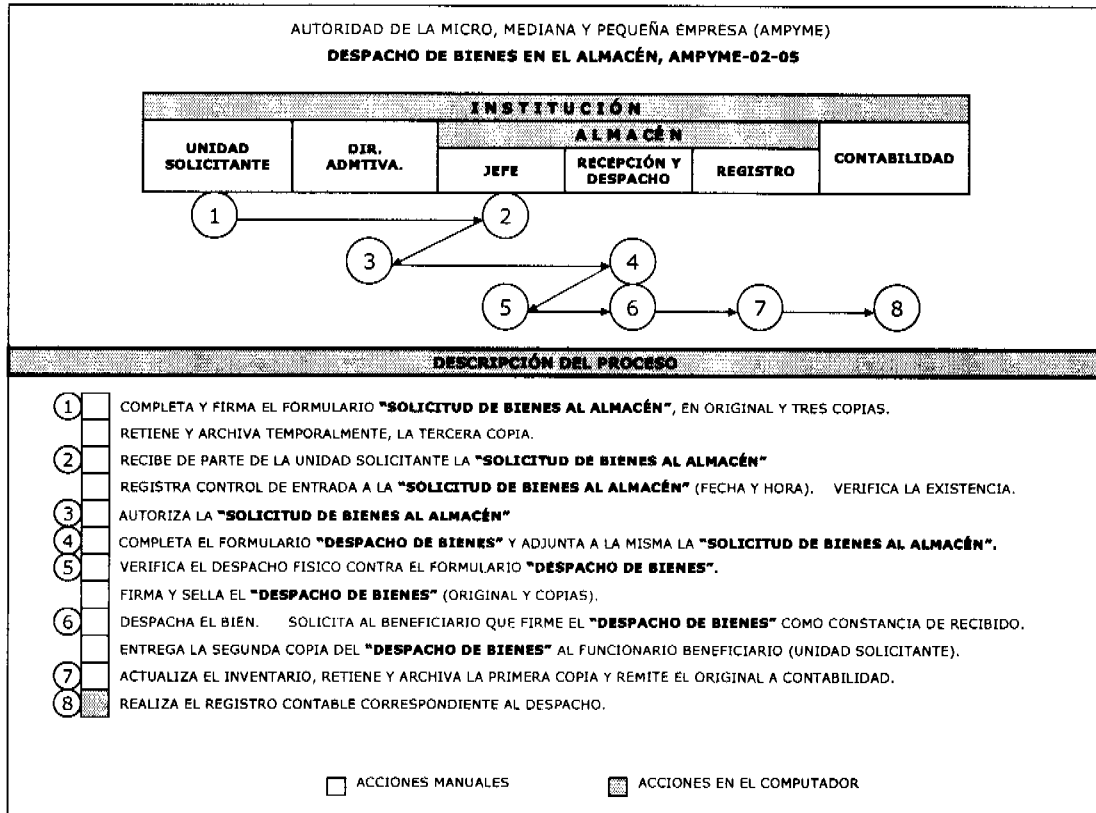 AUTORIDAD DE LA MICRO, MEDIANA Y PEQUEÑA EMPRESA (AMPYME)
DESPACHO DE BIENES EN EL ALMACÉN, AMPYME-02-05
INSTITUCIÓN
UNIDAD SOLICITANTE
DIR. ADMTIVA.
ALMACÉN
JEFE
RECEPCIÓN Y DESPACHO
REGISTRO
CONTABILIDAD
1
2
3
4
5
6
7
8
DESCRIPCIÓN DEL PROCESO
1 COMPLETA Y FIRMA EL FORMULARIO "SOLICITUD DE BIENES AL ALMACÉN", EN ORIGINAL Y TRES COPIAS.
RETIENE Y ARCHIVA TEMPORALMENTE, LA TERCERA COPIA.
2 RECIBE DE PARTE DE LA UNIDAD SOLICITANTE LA "SOLICITUD DE BIENES AL ALMACÉN"
REGISTRA CONTROL DE ENTRADA A LA "SOLICITUD DE BIENES AL ALMACÉN" (FECHA Y HORA). VERIFICA LA EXISTENCIA.
3 AUTORIZA LA "SOLICITUD DE BIENES AL ALMACÉN"
4 COMPLETA EL FORMULARIO "DESPACHO DE BIENES" Y ADJUNTA A LA MISMA LA "SOLICITUD DE BIENES AL ALMACÉN".
5 VERIFICA EL DESPACHO FISICO CONTRA EL FORMULARIO "DESPACHO DE BIENES".
FIRMA Y SELLA EL "DESPACHO DE BIENES" (ORIGINAL Y COPIAS).
6 DESPACHA EL BIEN. SOLICITA AL BENEFICIARIO QUE FIRME EL "DESPACHO DE BIENES" COMO CONSTANCIA DE RECIBIDO.
ENTREGA LA SEGUNDA COPIA DEL "DESPACHO DE BIENES" AL FUNCIONARIO BENEFICIARIO (UNIDAD SOLICITANTE).
7 ACTUALIZA EL INVENTARIO, RETIENE Y ARCHIVA LA PRIMERA COPIA Y REMITE EL ORIGINAL A CONTABILIDAD.
8 REALIZA EL REGISTRO CONTABLE CORRESPONDIENTE AL DESPACHO.
ACCIONES MANUALES
ACCIONES EN EL COMPUTADOR